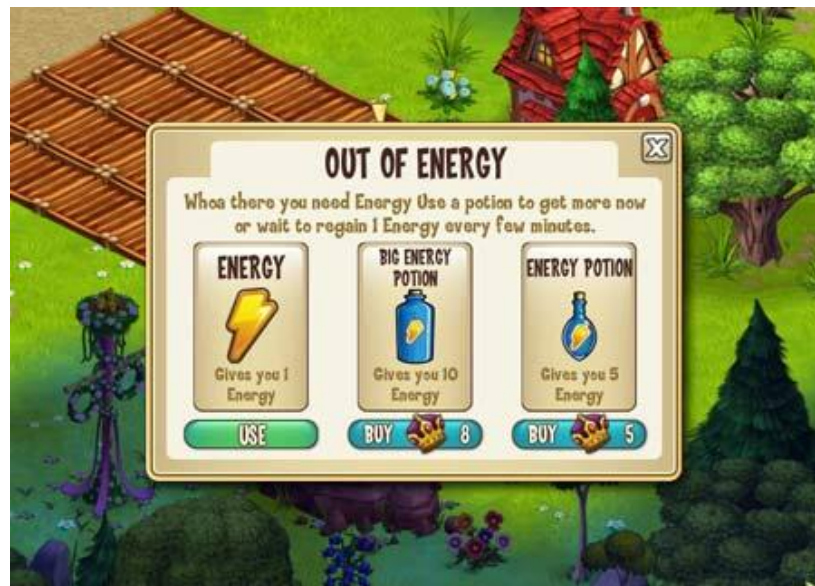 OUT OF ENERGY
Whoa there you need Energy Use a potion to get more now
or wait to regain 1 Energy every few minutes.
ENERGY
Gives you 1
Energy
USE
BIG ENERGY
POTION
Gives you 10
Energy
BUY 8
ENERGY POTION
Gives you 5
Energy
BUY 5